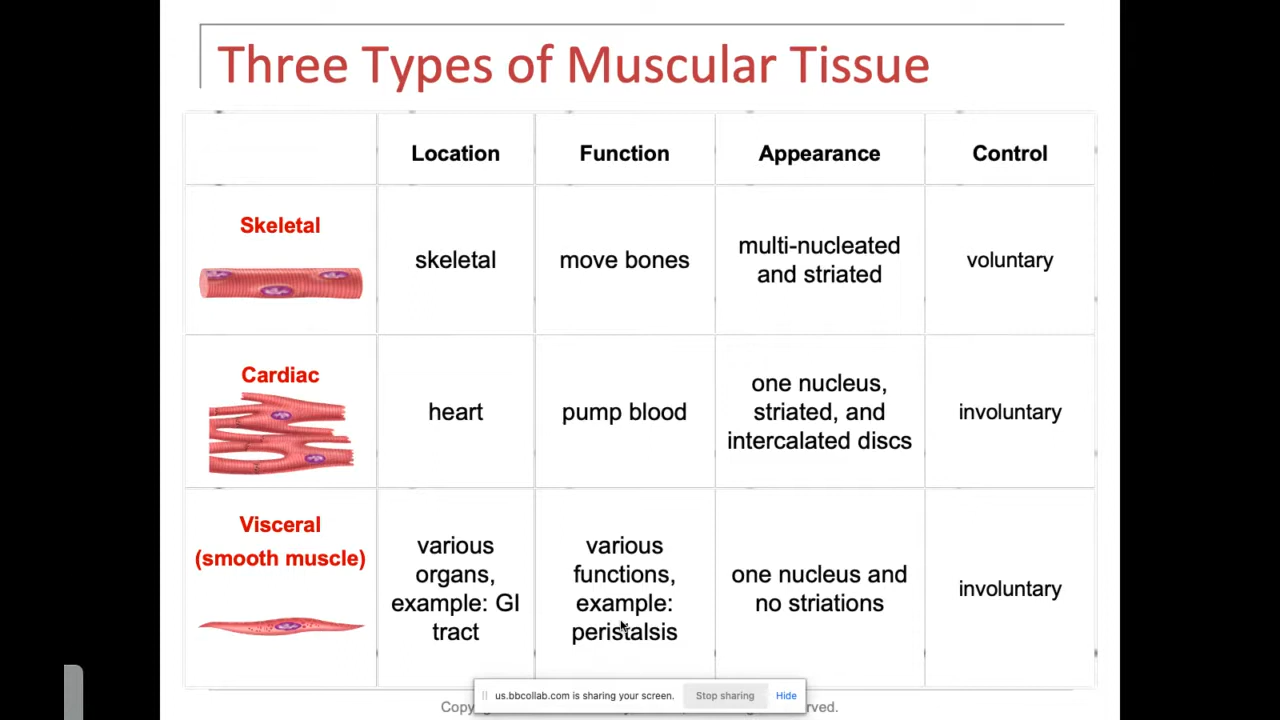 Three Types of Muscular Tissue
Location
Function
Appearance
Control
Skeletal
skeletal
move bones
multi-nucleated
and striated
voluntary
Cardiac
heart
pump blood
one nucleus,
striated, and
intercalated discs
involuntary
Visceral
(smooth muscle)
various
organs,
example: GI
tract
various
functions,
example:
peristalsis
one nucleus and
no striations
involuntary
us.bbcollab.com is sharing your screen.
Stop sharing
Hide